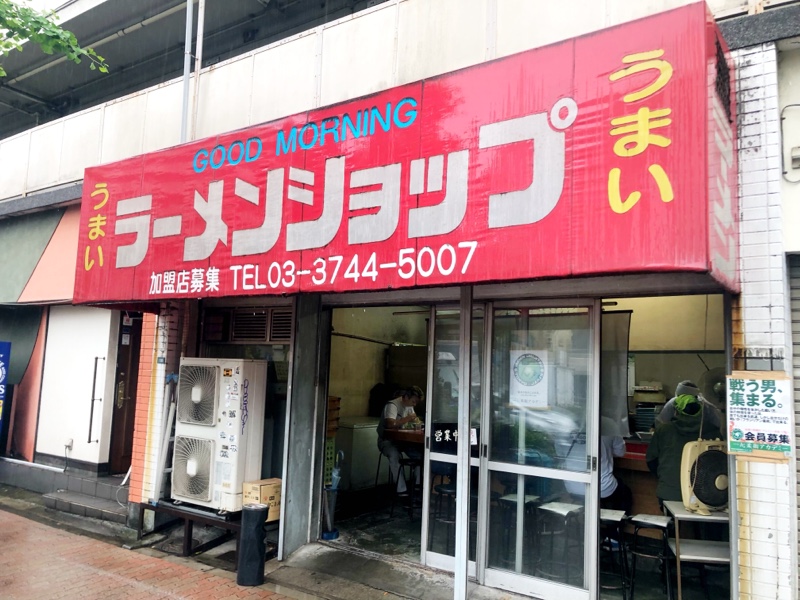 GOOD MORNING
うまい
ラーメンショップ
うまい
加盟店募集 TEL03-3744-5007
営業中
戦う男、
集まる。
会員募集